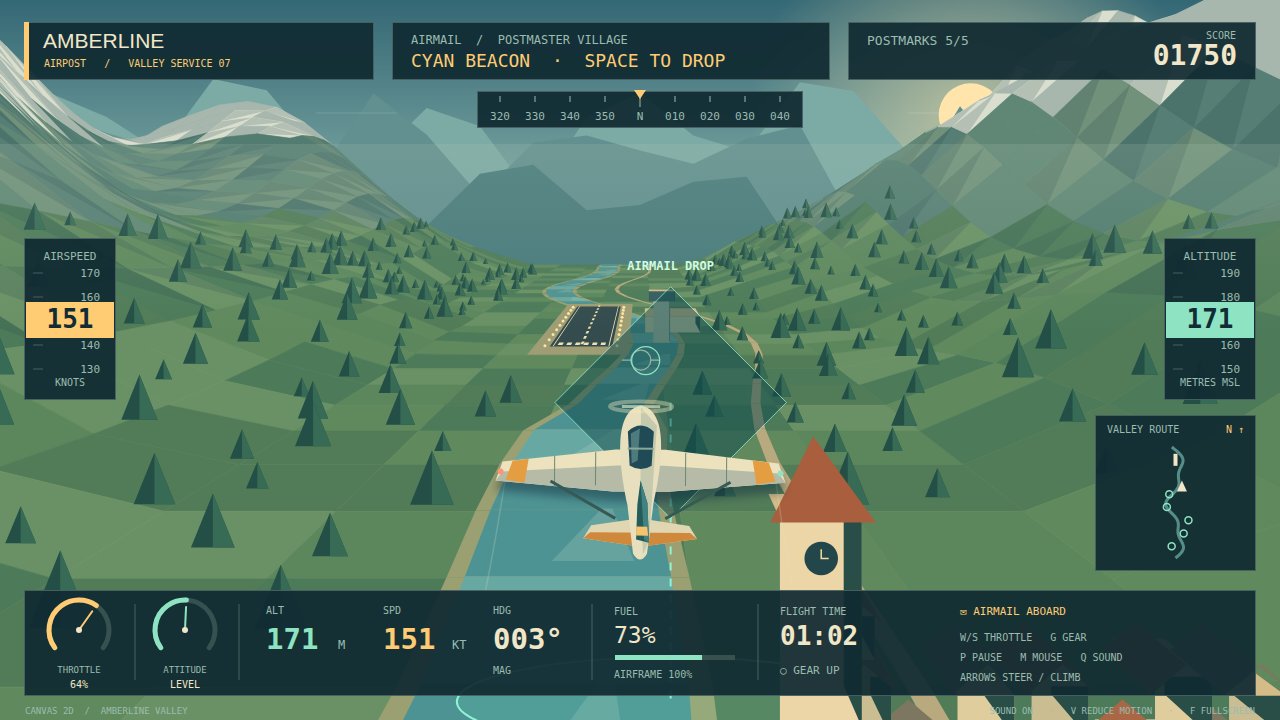 AMBERLINE
AIRPOST / VALLEY SERVICE 07
AIRMAIL / POSTMASTER VILLAGE
CYAN BEACON · SPACE TO DROP
POSTMARKS 5/5
SCORE
01750
320 330 340 350 N 010 020 030 040
AIRMAIL DROP
AIRSPEED
170
160
151
140
130
KNOTS
ALTITUDE
190
180
171
160
150
METRES MSL
VALLEY ROUTE N ↑
THROTTLE
64%
ATTITUDE
LEVEL
ALT
171 M
SPD
151 KT
HDG
003°
MAG
FUEL
73%
AIRFRAME 100%
FLIGHT TIME
01:02
○ GEAR UP
✉ AIRMAIL ABOARD
W/S THROTTLE G GEAR
P PAUSE M MOUSE Q SOUND
ARROWS STEER / CLIMB
CANVAS 2D / AMBERLINE VALLEY
SOUND ON V REDUCE MOTION F